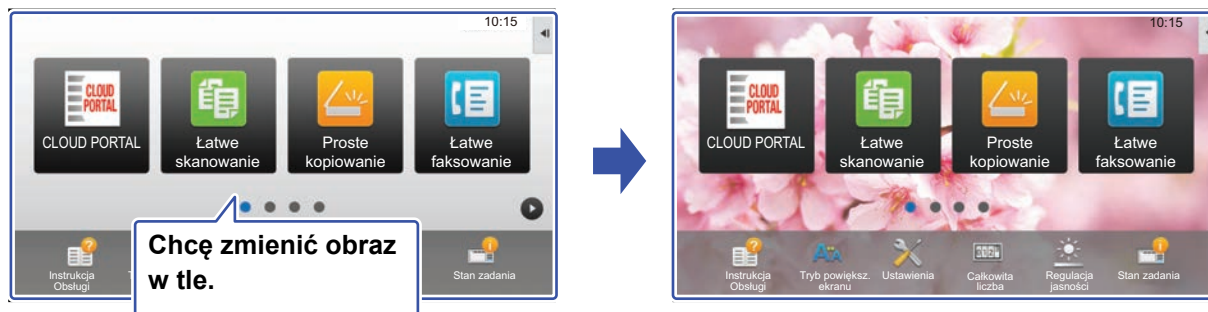 10:15
CLOUD
PORTAL
CLOUD PORTAL
Łatwe
skanowanie
Proste
kopiowanie
Łatwe
faksowanie
Chcę zmienić obraz
w tle.
Instrukcja
Obsługi
T
Stan zadania
10:15
CLOUD
PORTAL
CLOUD PORTAL
Łatwe
skanowanie
Proste
kopiowanie
Łatwe
faksowanie
Instrukcja
Obsługi
Tryb powiększ.
ekranu
Ustawienia
Całkowita
liczba
Regulacja
jasności
Stan zadania